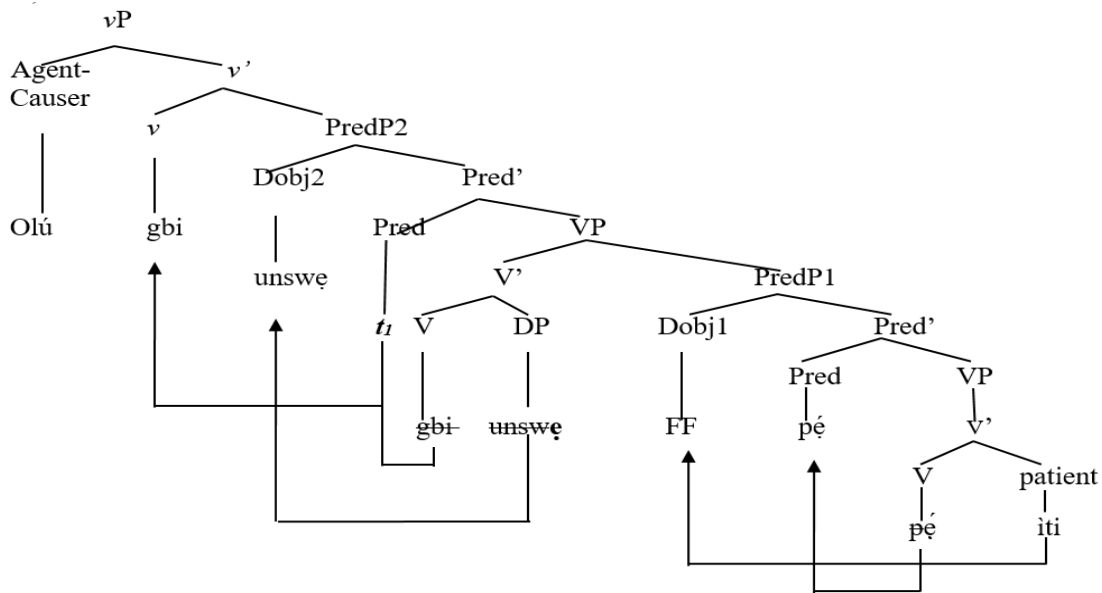 vP
Agent- v’
Causer
v PredP2
Dobj2 Pred’
Olú gbi Pred VP
unswẹ V’ PredP1
t1 V DP Dobj1 Pred’
Pred VP
gbi unswẹ FF pẹ́ v’
V patient
pẹ́ ìti